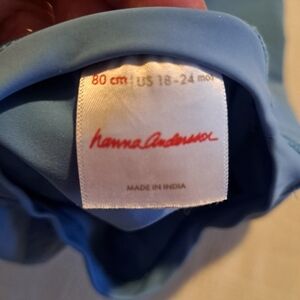 80 cm | US 18-24 mos
hanna andersson
MADE IN INDIA